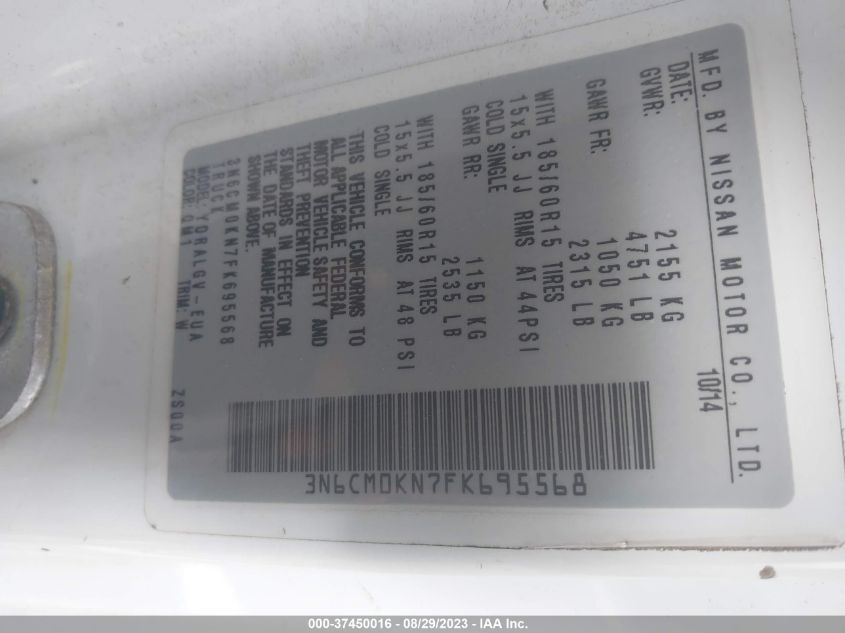 MFD. BY NISSAN MOTOR CO., LTD.
DATE: 10/14
GVWR: 2155 KG
4751 LB
GAWR FR: 1050 KG
2315 LB
WITH 185/60R15 TIRES
15x5.5 JJ RIMS AT 44PSI
COLD SINGLE
GAWR RR: 1150 KG
2535 LB
WITH 185/60R15 TIRES
15x5.5 JJ RIMS AT 48 PSI
COLD SINGLE
THIS VEHICLE CONFORMS TO
ALL APPLICABLE FEDERAL
MOTOR VEHICLE SAFETY AND
THEFT PREVENTION
STANDARDS IN EFFECT ON
THE DATE OF MANUFACTURE
SHOWN ABOVE.
3N6CM0KN7FK695568
TRUCK
MODEL: YDRALGV-EUA
COLOR: QM1 TRIM: W ZS00A
3N6CM0KN7FK695568
000-37450016 - 08/29/2023 - IAA Inc.